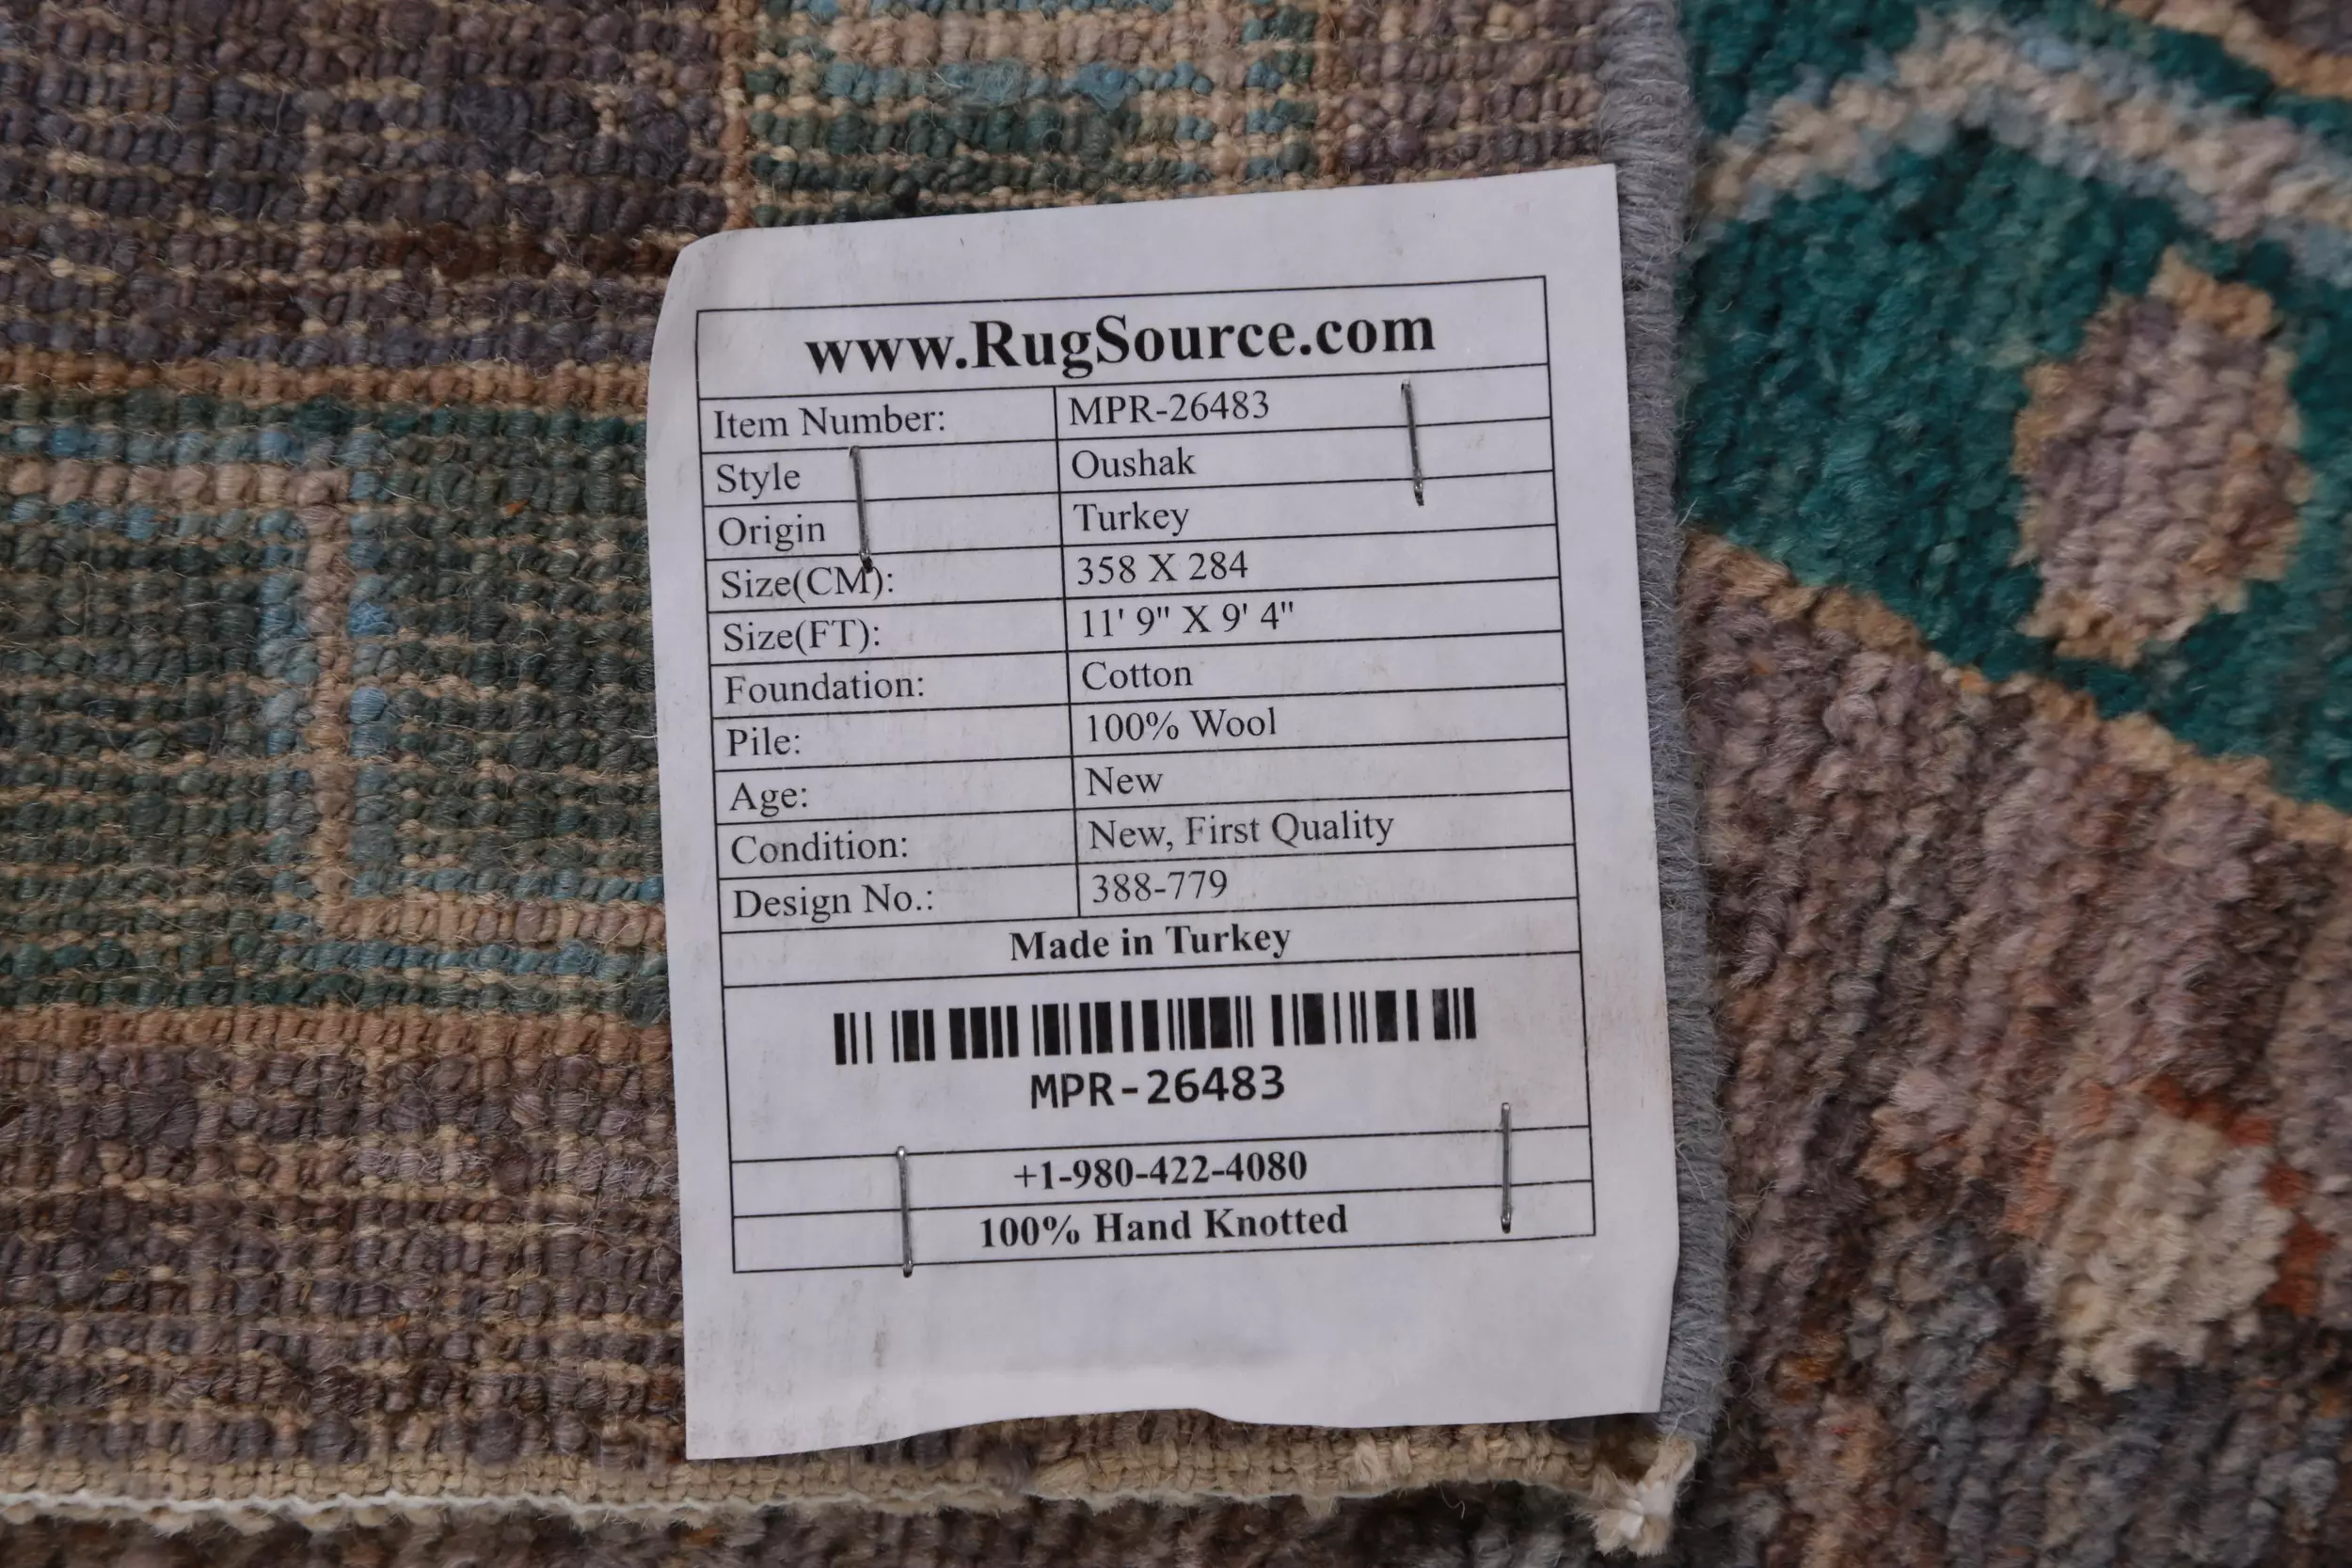 www.RugSource.com
Item Number: MPR-26483
Style Oushak
Origin Turkey
Size(CM): 358 X 284
Size(FT): 11' 9" X 9' 4"
Foundation: Cotton
Pile: 100% Wool
Age: New
Condition: New, First Quality
Design No.: 388-779
Made in Turkey
MPR-26483
+1-980-422-4080
100% Hand Knotted